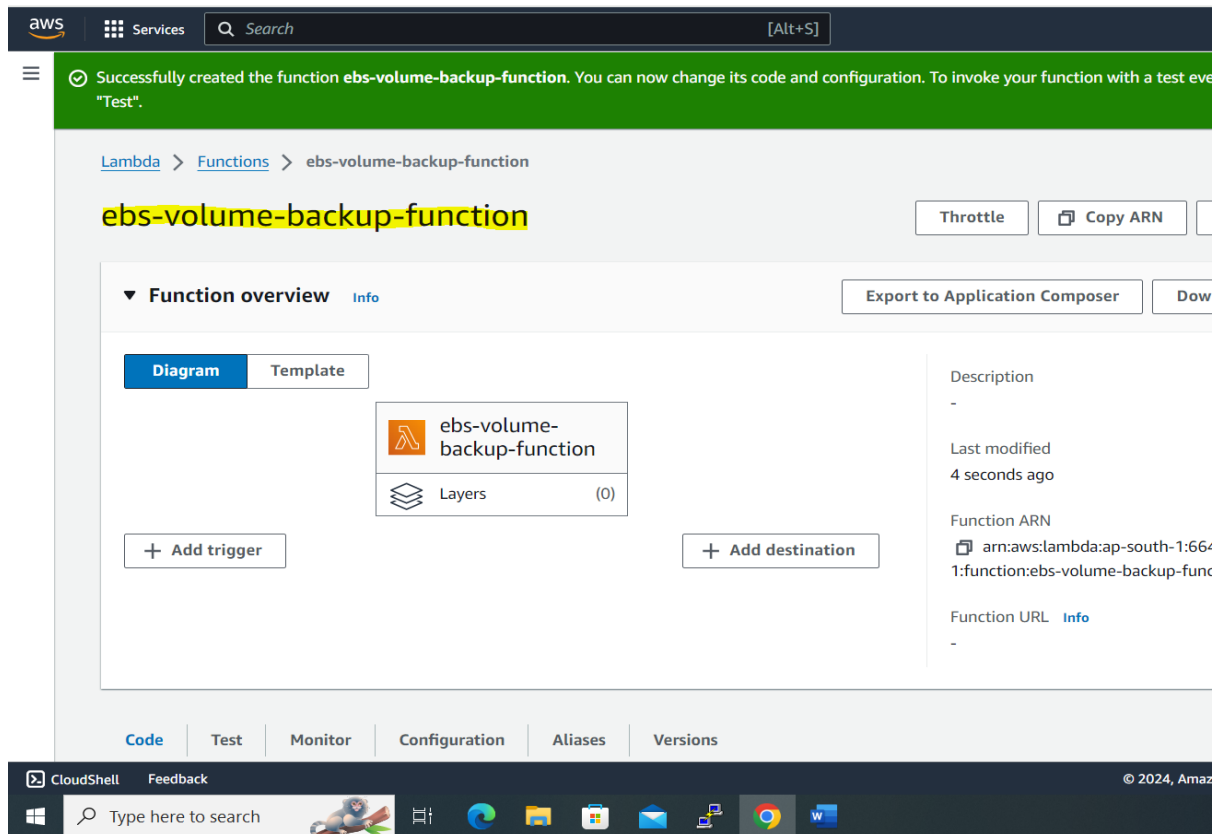 aws
Services
Search
[Alt+S]
Successfully created the function ebs-volume-backup-function. You can now change its code and configuration. To invoke your function with a test eve
"Test".
Lambda > Functions > ebs-volume-backup-function
ebs-volume-backup-function
Throttle
Copy ARN
Function overview Info
Export to Application Composer
Dow
Diagram
Template
ebs-volume-
backup-function
Layers (0)
+ Add trigger
+ Add destination
Description
-
Last modified
4 seconds ago
Function ARN
arn:aws:lambda:ap-south-1:664
1:function:ebs-volume-backup-func
Function URL Info
-
Code Test Monitor Configuration Aliases Versions
CloudShell Feedback
© 2024, Amaz
Type here to search
W